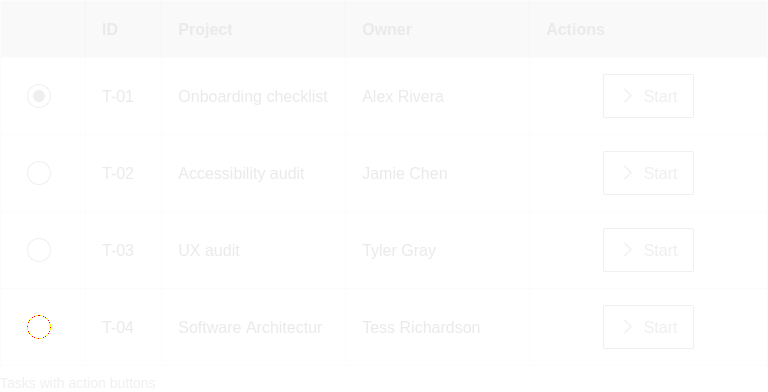 ID Project Owner Actions
T-01 Onboarding checklist Alex Rivera Start
T-02 Accessibility audit Jamie Chen Start
T-03 UX audit Tyler Gray Start
T-04 Software Architectur Tess Richardson Start
Tasks with action buttons